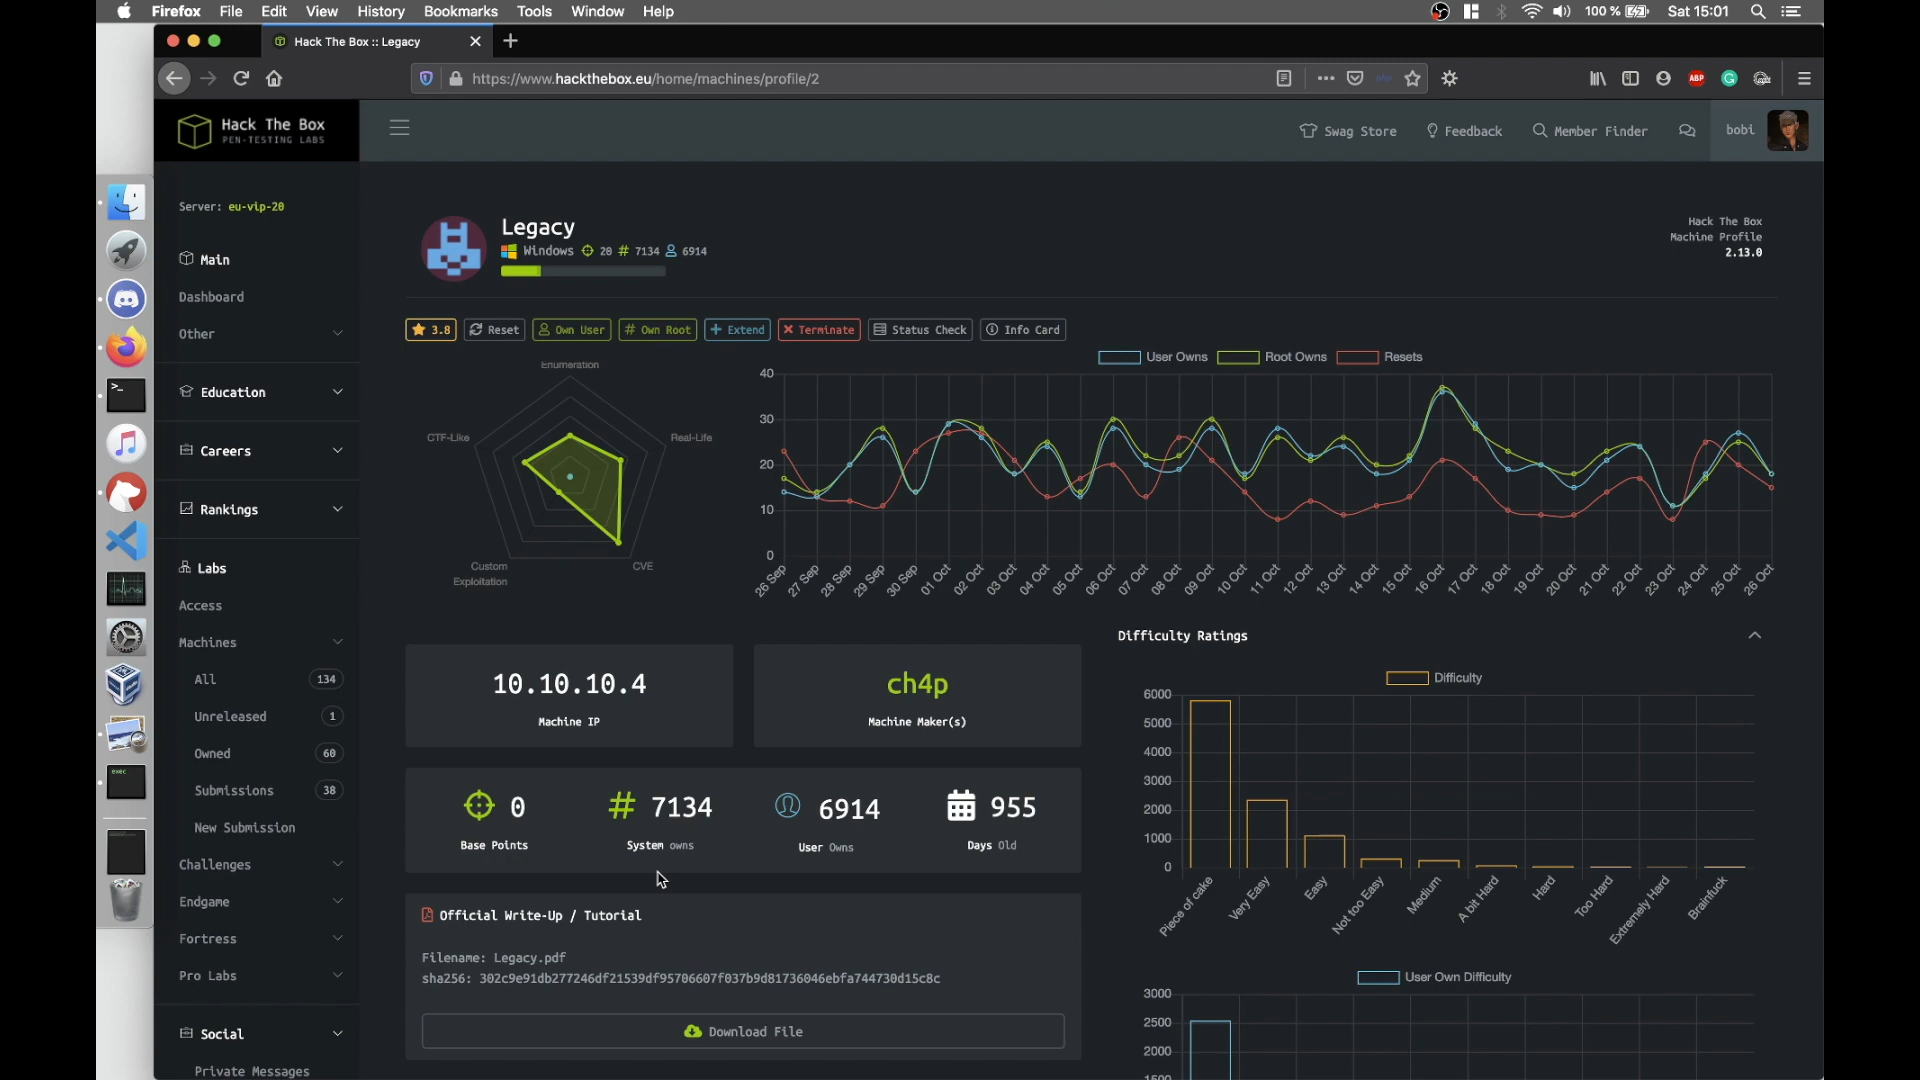 Firefox File Edit View History Bookmarks Tools Window Help
100 % Sat 15:01
Hack The Box :: Legacy
https://www.hackthebox.eu/home/machines/profile/2
ABP
Hack The Box
PEN-TESTING LABS
Swag Store
Feedback
Member Finder
bobi
Server: eu-vip-20
Main
Dashboard
Other
Education
Careers
Rankings
Labs
Access
Machines
All 134
Unreleased 1
Owned 60
Submissions 38
New Submission
Challenges
Endgame
Fortress
Pro Labs
Social
Private Messages
exec
Legacy
Windows 20 # 7134 6914
Hack The Box
Machine Profile
2.13.0
3.8
Reset
Own User
# Own Root
Extend
Terminate
Status Check
Info Card
Enumeration
Real-Life
CVE
Custom
Exploitation
CTF-Like
User Owns Root Owns Resets
40
30
20
10
0
26 Sep 27 Sep 28 Sep 29 Sep 30 Sep 01 Oct 02 Oct 03 Oct 04 Oct 05 Oct 06 Oct 07 Oct 08 Oct 09 Oct 10 Oct 11 Oct 12 Oct 13 Oct 14 Oct 15 Oct 16 Oct 17 Oct 18 Oct 19 Oct 20 Oct 21 Oct 22 Oct 23 Oct 24 Oct 25 Oct 26 Oct
10.10.10.4
Machine IP
ch4p
Machine Maker(s)
0
Base Points
# 7134
System owns
6914
User Owns
955
Days Old
Official Write-Up / Tutorial
Filename: Legacy.pdf
sha256: 302c9e91db277246df21539df95706607f037b9d81736046ebfa744730d15c8c
Download File
Difficulty Ratings
Difficulty
6000
5000
4000
3000
2000
1000
0
Piece of cake Very Easy Easy Not too Easy Medium A bit Hard Hard Too Hard Extremely Hard Brainfuck
User Own Difficulty
3000
2500
2000
1500